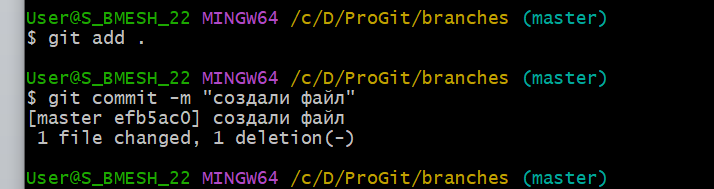 User@S_BMESH_22 MINGW64 /c/D/ProGit/branches (master)
$ git add .
User@S_BMESH_22 MINGW64 /c/D/ProGit/branches (master)
$ git commit -m "создали файл"
[master efb5ac0] создали файл
 1 file changed, 1 deletion(-)
User@S_BMESH_22 MINGW64 /c/D/ProGit/branches (master)